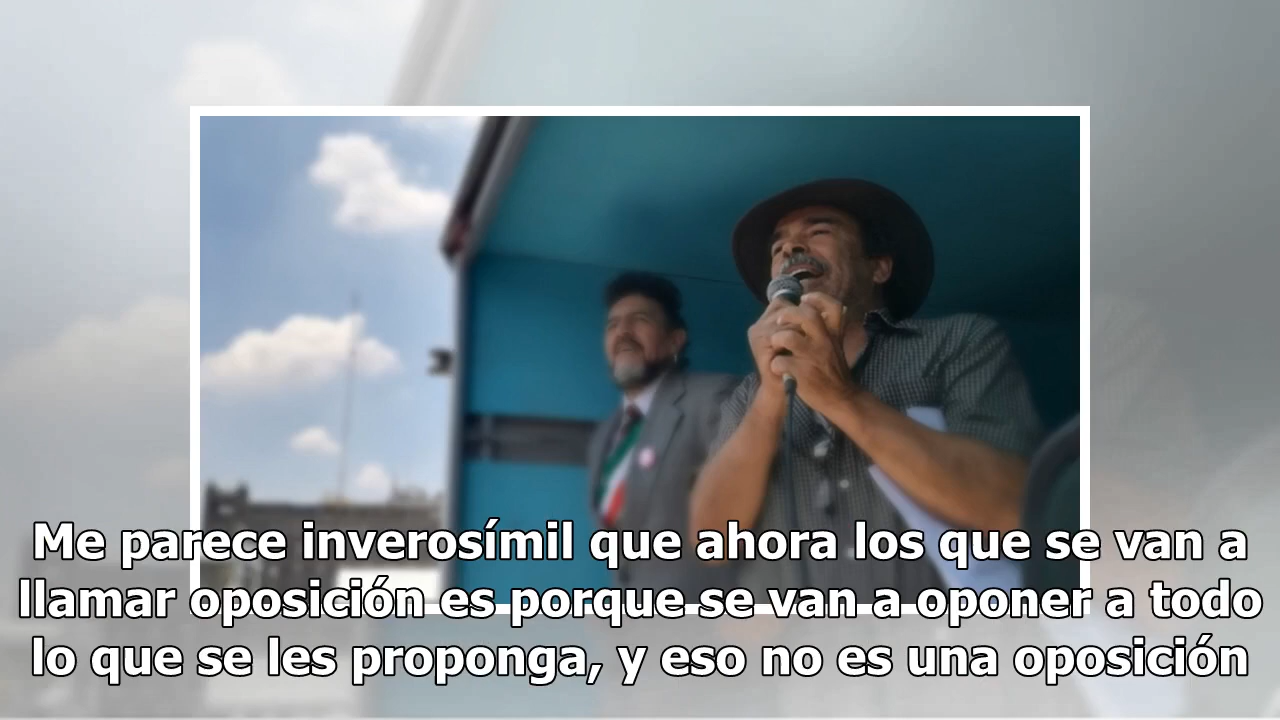 Me parece inverosímil que ahora los que se van a
llamar oposición es porque se van a oponer a todo
lo que se les proponga, y eso no es una oposición